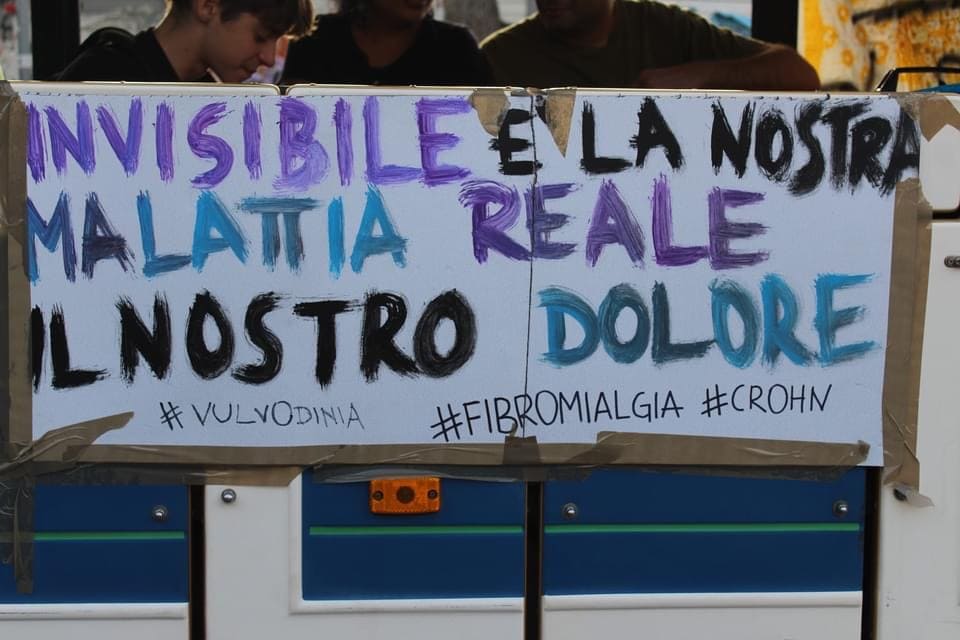 INVISIBILE E LA NOSTRA
MALATTIA REALE
IL NOSTRO DOLORE
#VULVODINIA #FIBROMIALGIA #CROHN